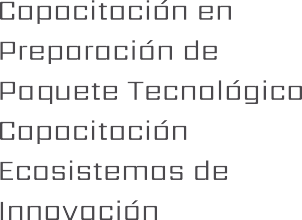 Capacitación en
Preparación de
Paquete Tecnológico
Capacitación
Ecosistemas de
Innovación